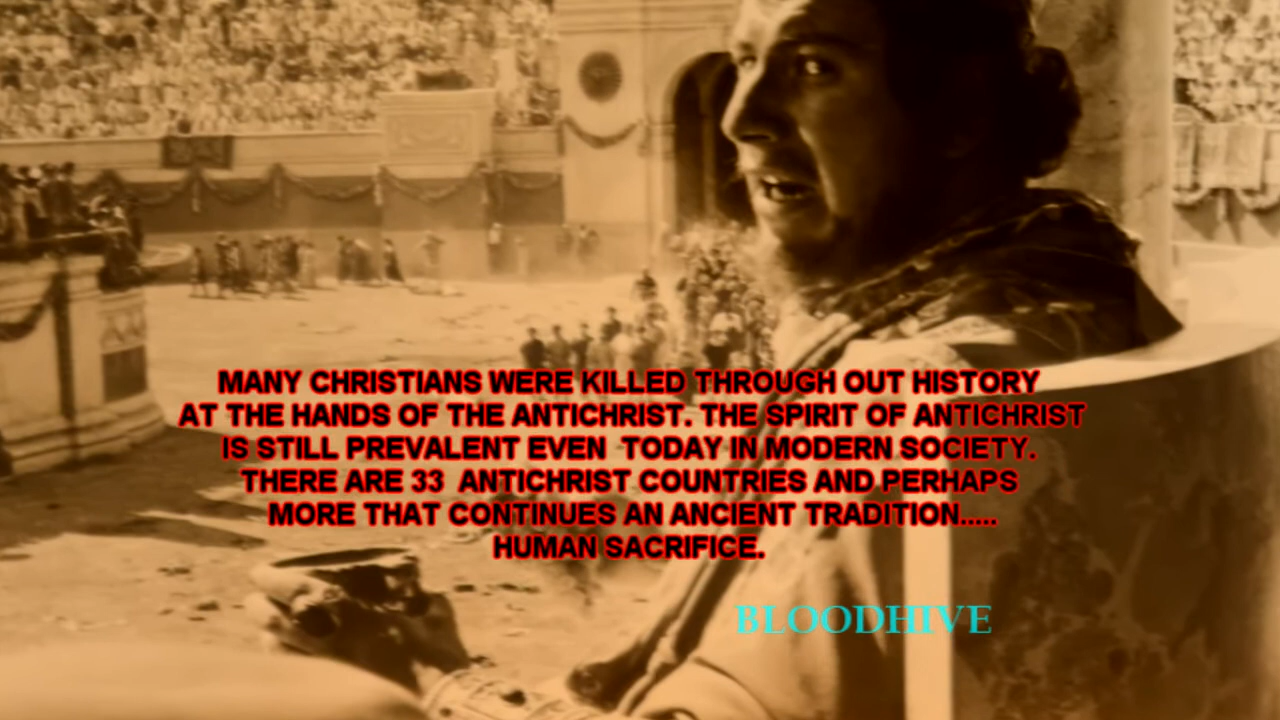 MANY CHRISTIANS WERE KILLED THROUGH OUT HISTORY
AT THE HANDS OF THE ANTICHRIST. THE SPIRIT OF ANTICHRIST
IS STILL PREVALENT EVEN  TODAY IN MODERN SOCIETY.
THERE ARE 33  ANTICHRIST COUNTRIES AND PERHAPS
MORE THAT CONTINUES AN ANCIENT TRADITION.....
HUMAN SACRIFICE.
BLOODHIVE